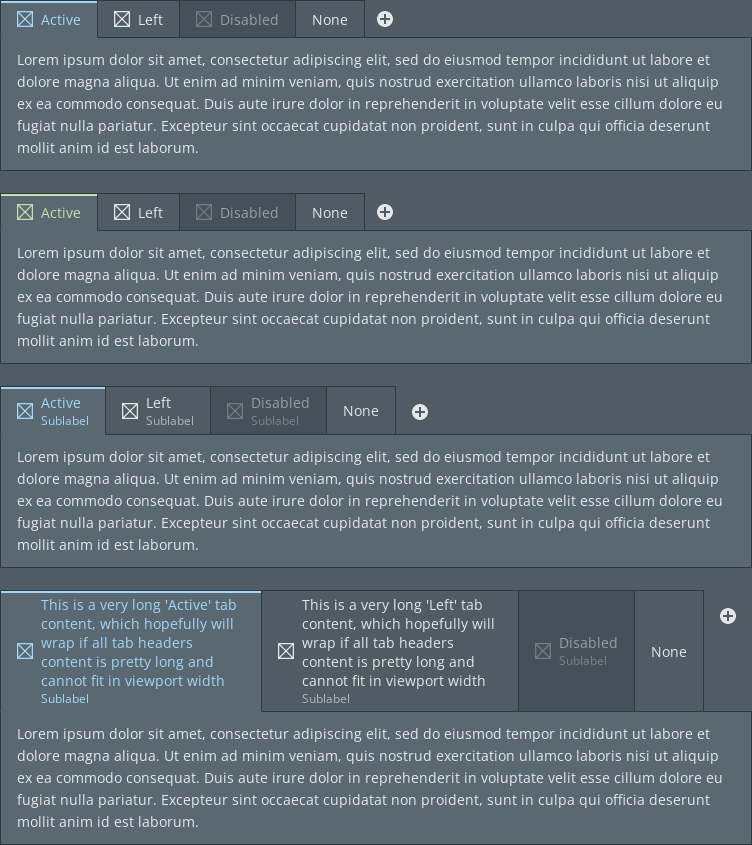 Active Left Disabled None
Lorem ipsum dolor sit amet, consectetur adipiscing elit, sed do eiusmod tempor incididunt ut labore et
dolore magna aliqua. Ut enim ad minim veniam, quis nostrud exercitation ullamco laboris nisi ut aliquip
ex ea commodo consequat. Duis aute irure dolor in reprehenderit in voluptate velit esse cillum dolore eu
fugiat nulla pariatur. Excepteur sint occaecat cupidatat non proident, sunt in culpa qui officia deserunt
mollit anim id est laborum.
Active Left Disabled None
Lorem ipsum dolor sit amet, consectetur adipiscing elit, sed do eiusmod tempor incididunt ut labore et
dolore magna aliqua. Ut enim ad minim veniam, quis nostrud exercitation ullamco laboris nisi ut aliquip
ex ea commodo consequat. Duis aute irure dolor in reprehenderit in voluptate velit esse cillum dolore eu
fugiat nulla pariatur. Excepteur sint occaecat cupidatat non proident, sunt in culpa qui officia deserunt
mollit anim id est laborum.
Active
Sublabel
Left
Sublabel
Disabled
Sublabel
None
Lorem ipsum dolor sit amet, consectetur adipiscing elit, sed do eiusmod tempor incididunt ut labore et
dolore magna aliqua. Ut enim ad minim veniam, quis nostrud exercitation ullamco laboris nisi ut aliquip
ex ea commodo consequat. Duis aute irure dolor in reprehenderit in voluptate velit esse cillum dolore eu
fugiat nulla pariatur. Excepteur sint occaecat cupidatat non proident, sunt in culpa qui officia deserunt
mollit anim id est laborum.
This is a very long 'Active' tab
content, which hopefully will
wrap if all tab headers
content is pretty long and
cannot fit in viewport width
Sublabel
This is a very long 'Left' tab
content, which hopefully will
wrap if all tab headers
content is pretty long and
cannot fit in viewport width
Sublabel
Disabled
Sublabel
None
Lorem ipsum dolor sit amet, consectetur adipiscing elit, sed do eiusmod tempor incididunt ut labore et
dolore magna aliqua. Ut enim ad minim veniam, quis nostrud exercitation ullamco laboris nisi ut aliquip
ex ea commodo consequat. Duis aute irure dolor in reprehenderit in voluptate velit esse cillum dolore eu
fugiat nulla pariatur. Excepteur sint occaecat cupidatat non proident, sunt in culpa qui officia deserunt
mollit anim id est laborum.